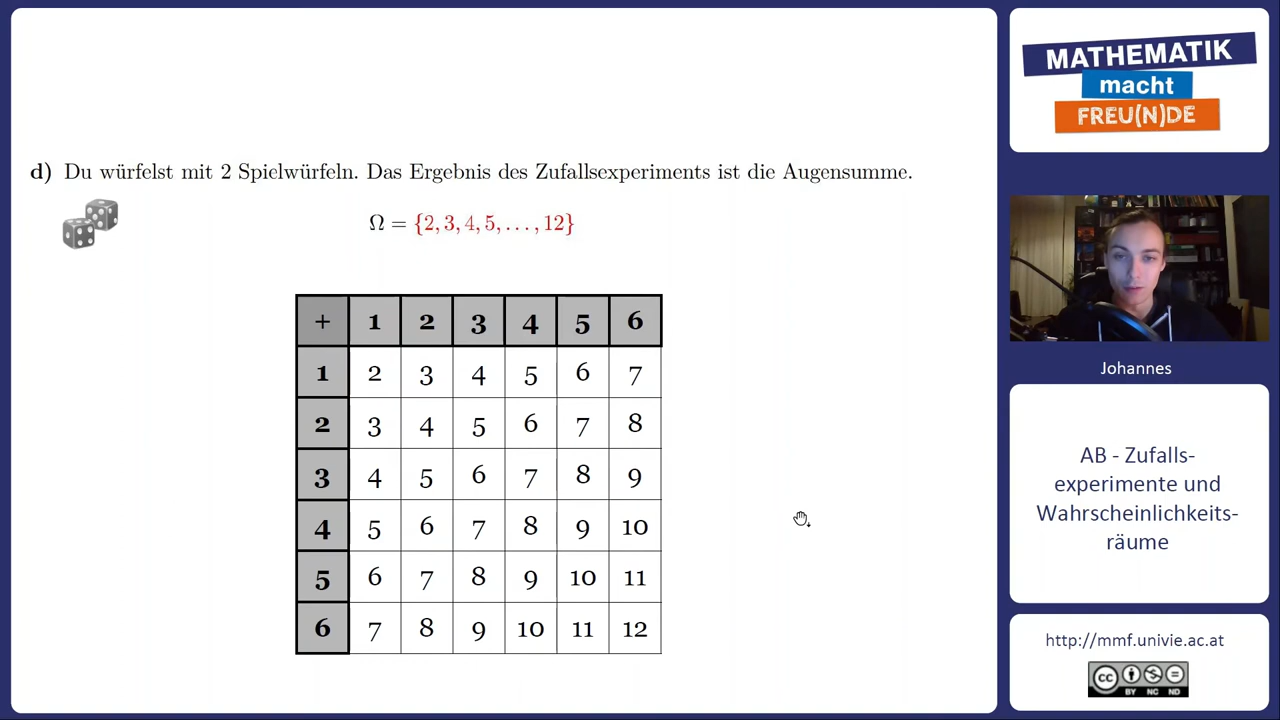 d) Du würfelst mit 2 Spielwürfeln. Das Ergebnis des Zufallsexperiments ist die Augensumme.
Ω = {2, 3, 4, 5, . . . , 12}
+ 1 2 3 4 5 6
1 2 3 4 5 6 7
2 3 4 5 6 7 8
3 4 5 6 7 8 9
4 5 6 7 8 9 10
5 6 7 8 9 10 11
6 7 8 9 10 11 12
MATHEMATIK
macht
FREU(N)DE
Johannes
AB - Zufalls-
experimente und
Wahrscheinlichkeits-
räume
http://mmf.univie.ac.at
cc BY NC ND